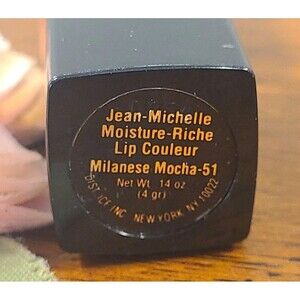 Jean-Michelle
Moisture-Riche
Lip Couleur
Milanese Mocha-51
Net Wt. .14 oz
(4 gr)
DIST. ICF INC. NEW YORK NY 10022